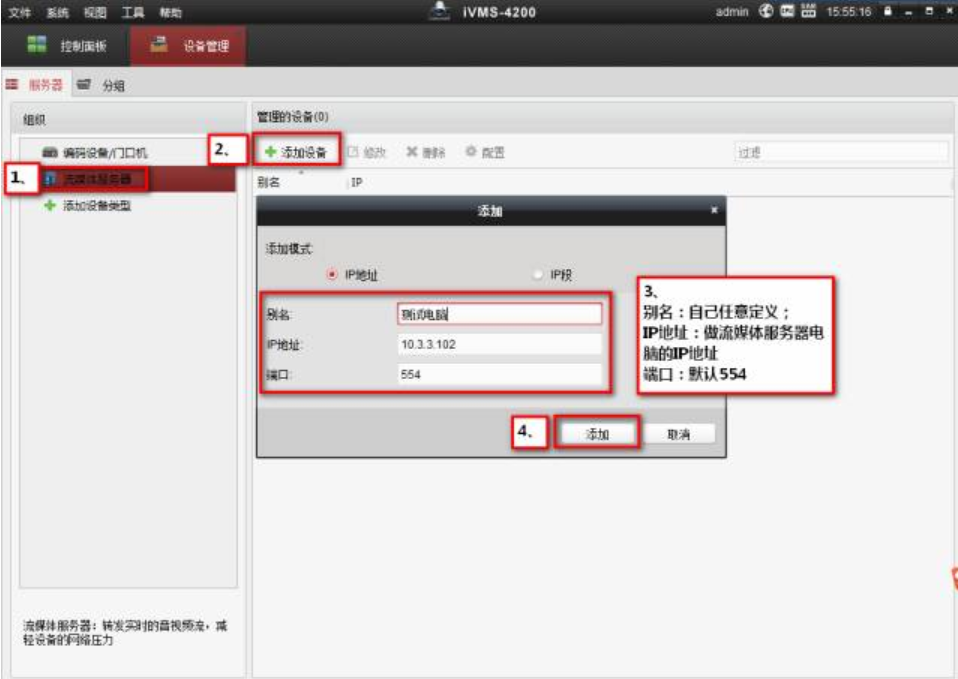 文件 系统 视图 工具 帮助
iVMS-4200
admin 15:55:16
控制面板 设备管理
服务器 分组
组织
管理的设备(0)
编码设备/门口机
2、
添加设备 修改 删除 配置
过滤
1、
流媒体服务器
别名 IP
添加设备类型
添加
添加模式:
IP地址 IP段
别名: 测试电脑
IP地址: 10.3.3.102
端口: 554
3、
别名：自己任意定义；
IP地址：做流媒体服务器电
脑的IP地址
端口：默认554
4、
添加 取消
流媒体服务器：转发实时的音视频流，减
轻设备的网络压力